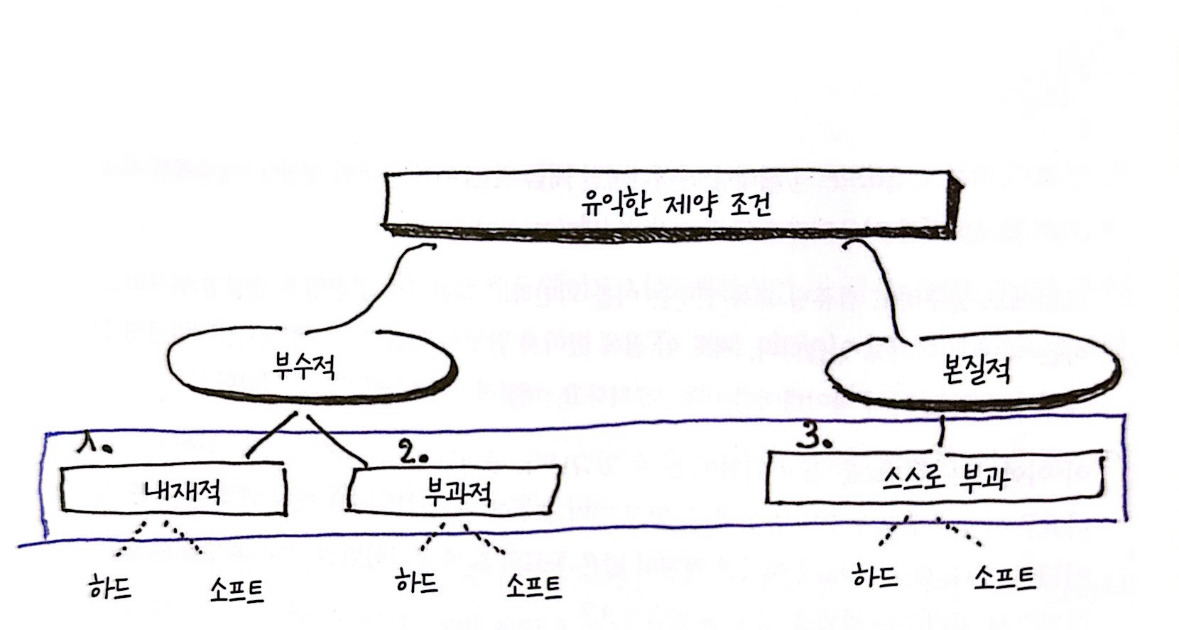 유익한 제약 조건
부수적
본질적
1.
2.
3.
내재적
부과적
스스로 부과
하드
소프트
하드
소프트
하드
소프트